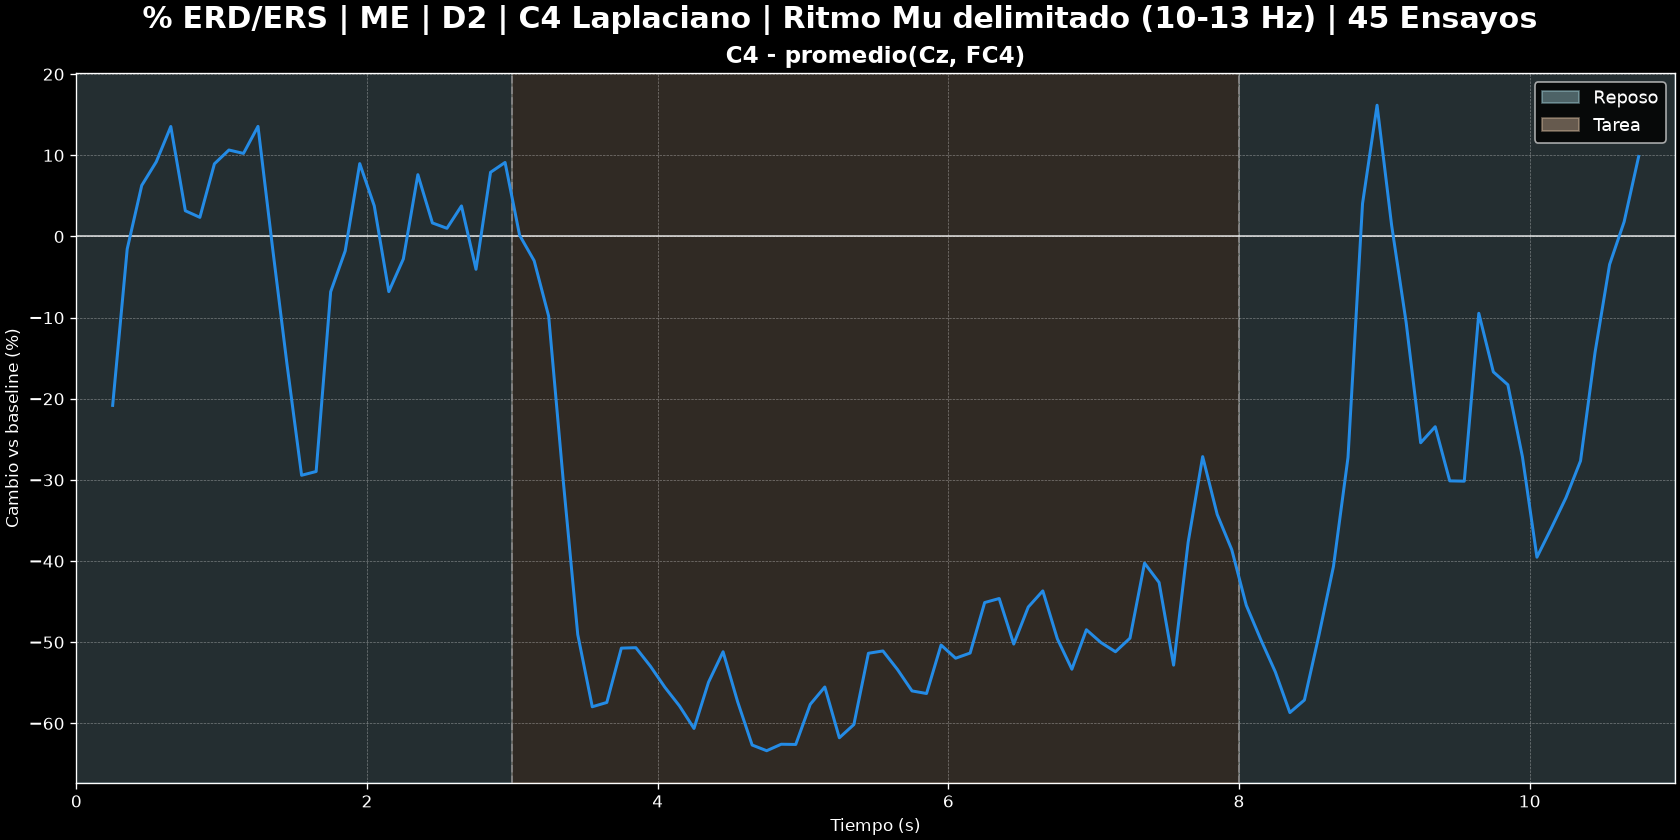 % ERD/ERS | ME | D2 | C4 Laplaciano | Ritmo Mu delimitado (10-13 Hz) | 45 Ensayos
C4 - promedio(Cz, FC4)
Reposo
Tarea
Cambio vs baseline (%)
20
10
0
−10
−20
−30
−40
−50
−60
0
2
4
6
8
10
Tiempo (s)